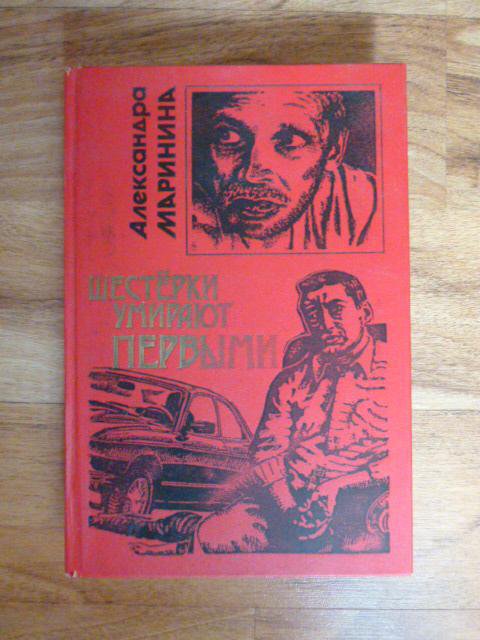 Александра
МАРИНИНА
ШЕСТЁРКИ
УМИРАЮТ
ПЕРВЫМИ